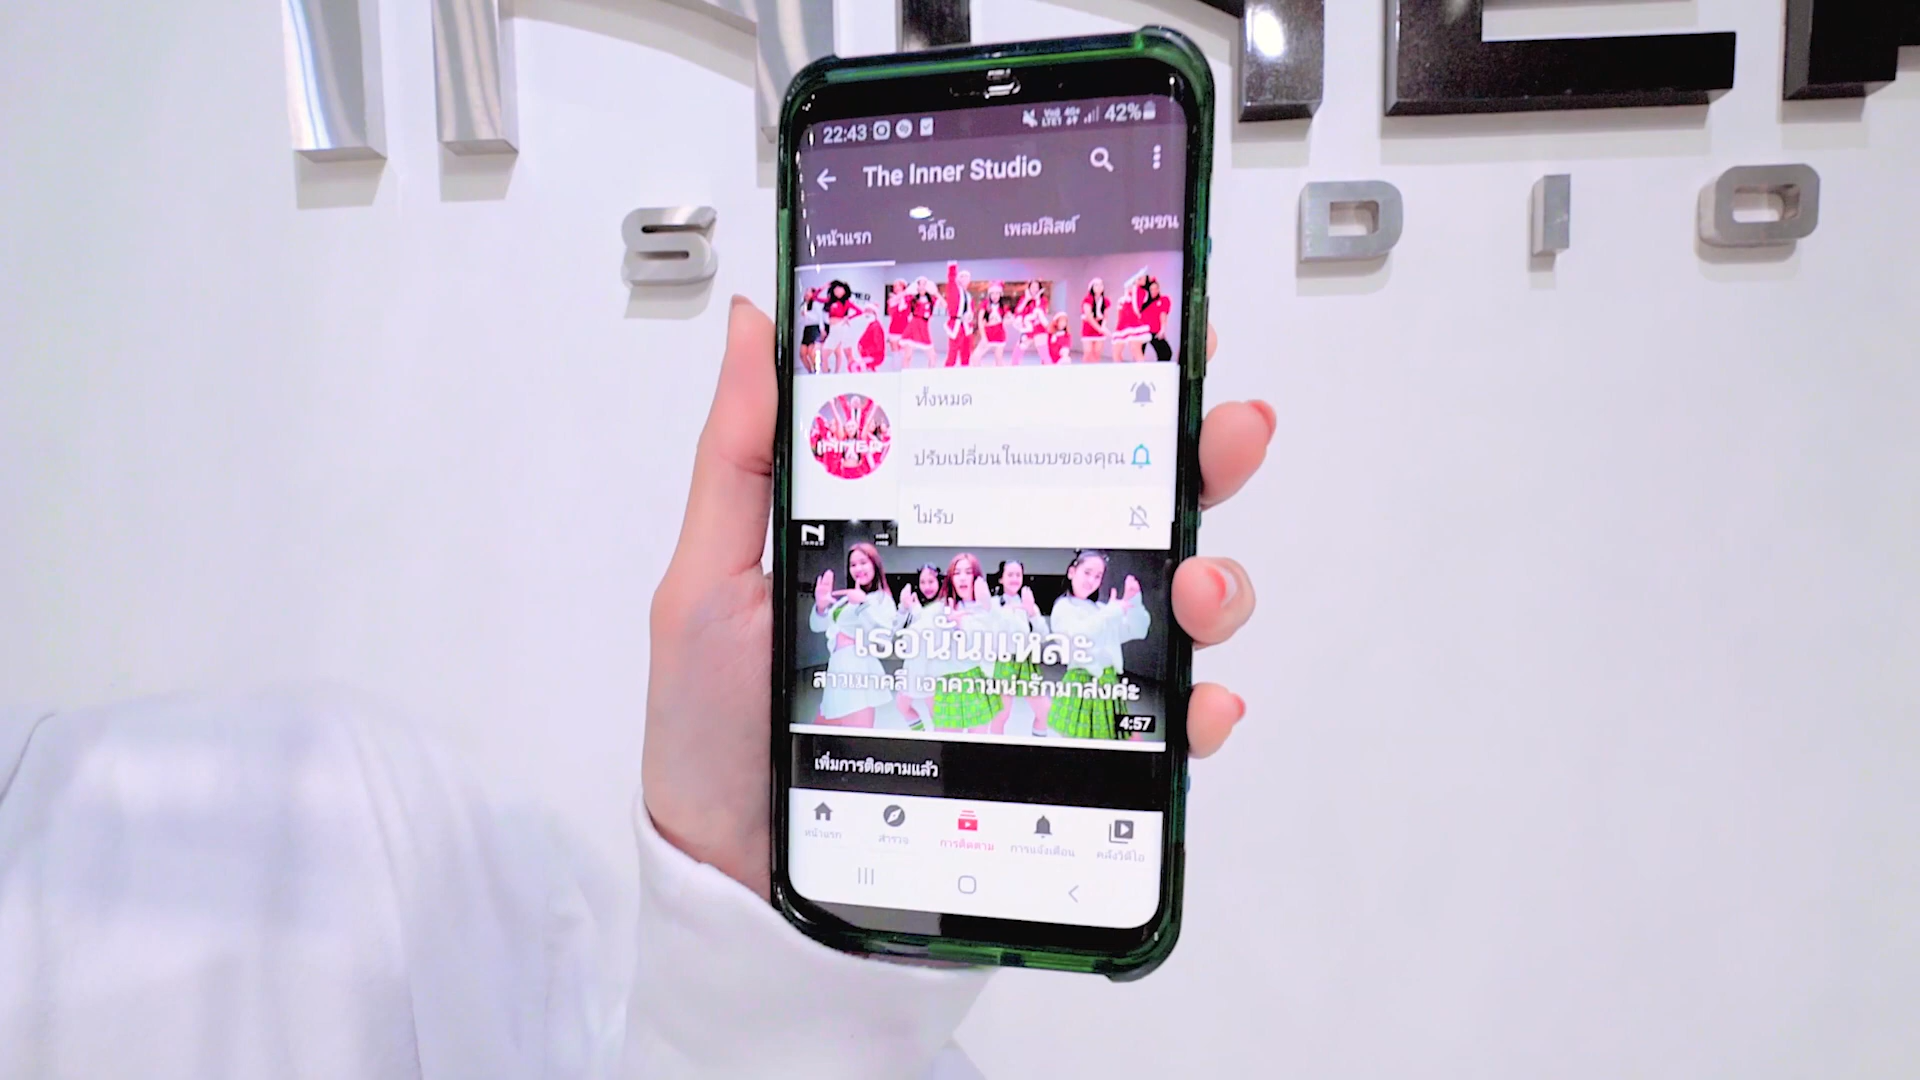 INNER
S DIO
22:43 42%
The Inner Studio
หน้าแรก วิดีโอ เพลย์ลิสต์ ชุมชน
ทั้งหมด
INNER
ปรับเปลี่ยนในแบบของคุณ
ไม่รับ
เธอนั่นแหละ
สาวเมาคลี เอาความน่ารักมาส่งค่ะ
4:57
เพิ่มการติดตามแล้ว
หน้าแรก สำรวจ การติดตาม การแจ้งเตือน คลังวิดีโอ